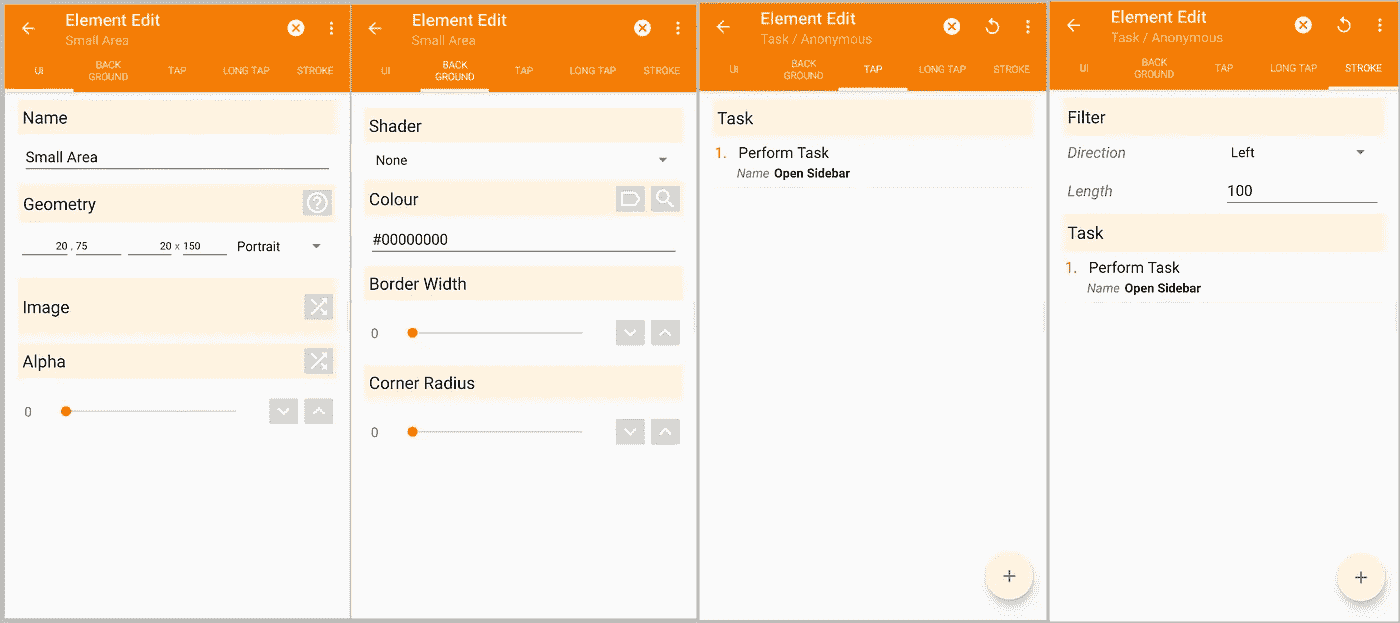 Element Edit
Small Area
UI
BACK
GROUND
TAP
LONG TAP
STROKE
Name
Small Area
Geometry
20 , 75
20 x 150
Portrait
Image
Alpha
0
Element Edit
Small Area
UI
BACK
GROUND
TAP
LONG TAP
STROKE
Shader
None
Colour
#00000000
Border Width
0
Corner Radius
0
Element Edit
Task / Anonymous
UI
BACK
GROUND
TAP
LONG TAP
STROKE
Task
1. Perform Task
Name Open Sidebar
Element Edit
Task / Anonymous
UI
BACK
GROUND
TAP
LONG TAP
STROKE
Filter
Direction Left
Length 100
Task
1. Perform Task
Name Open Sidebar